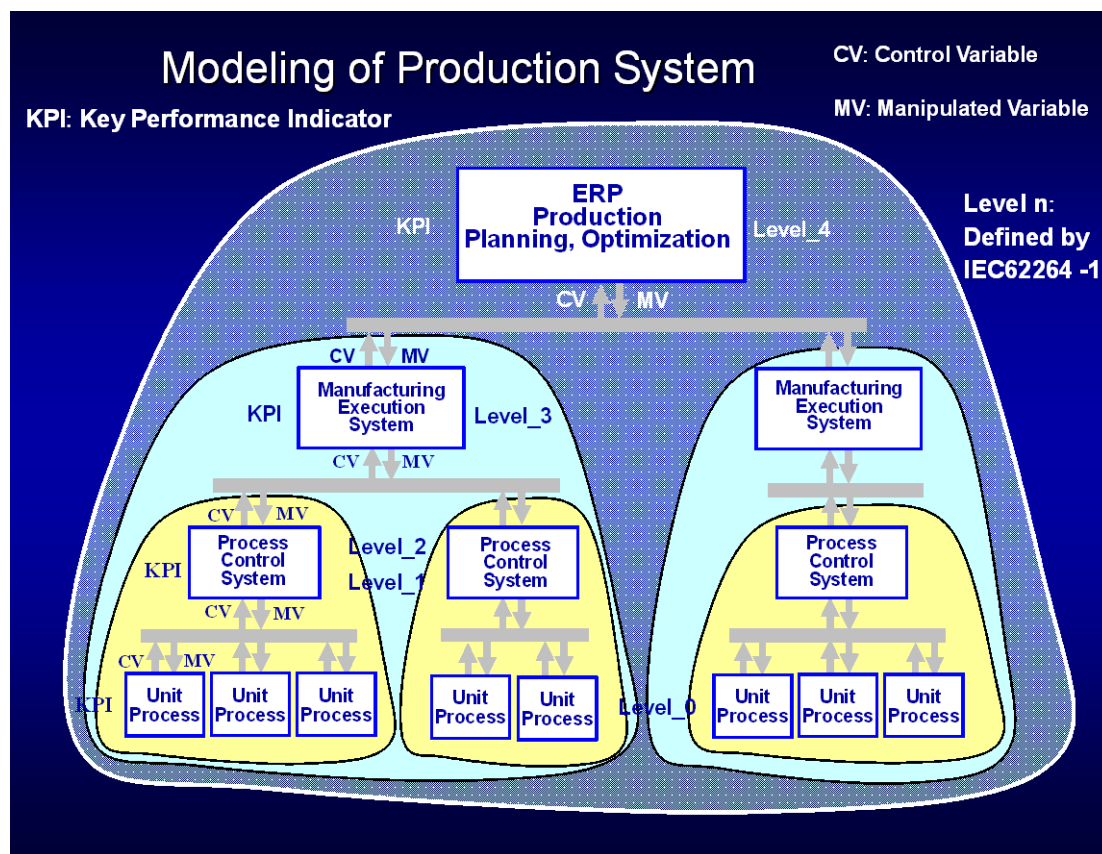 Modeling of Production System
CV: Control Variable
MV: Manipulated Variable
KPI: Key Performance Indicator
Level n:
Defined by
IEC62264 -1
ERP
Production
Planning, Optimization
KPI
Level_4
CV
MV
CV
MV
Manufacturing
Execution
System
KPI
Level_3
CV
MV
Manufacturing
Execution
System
CV
MV
Process
Control
System
KPI
Level_2
Level_1
CV
MV
Process
Control
System
Process
Control
System
CV
MV
KPI
Unit
Process
Unit
Process
Unit
Process
Unit
Process
Unit
Process
Level_0
Unit
Process
Unit
Process
Unit
Process